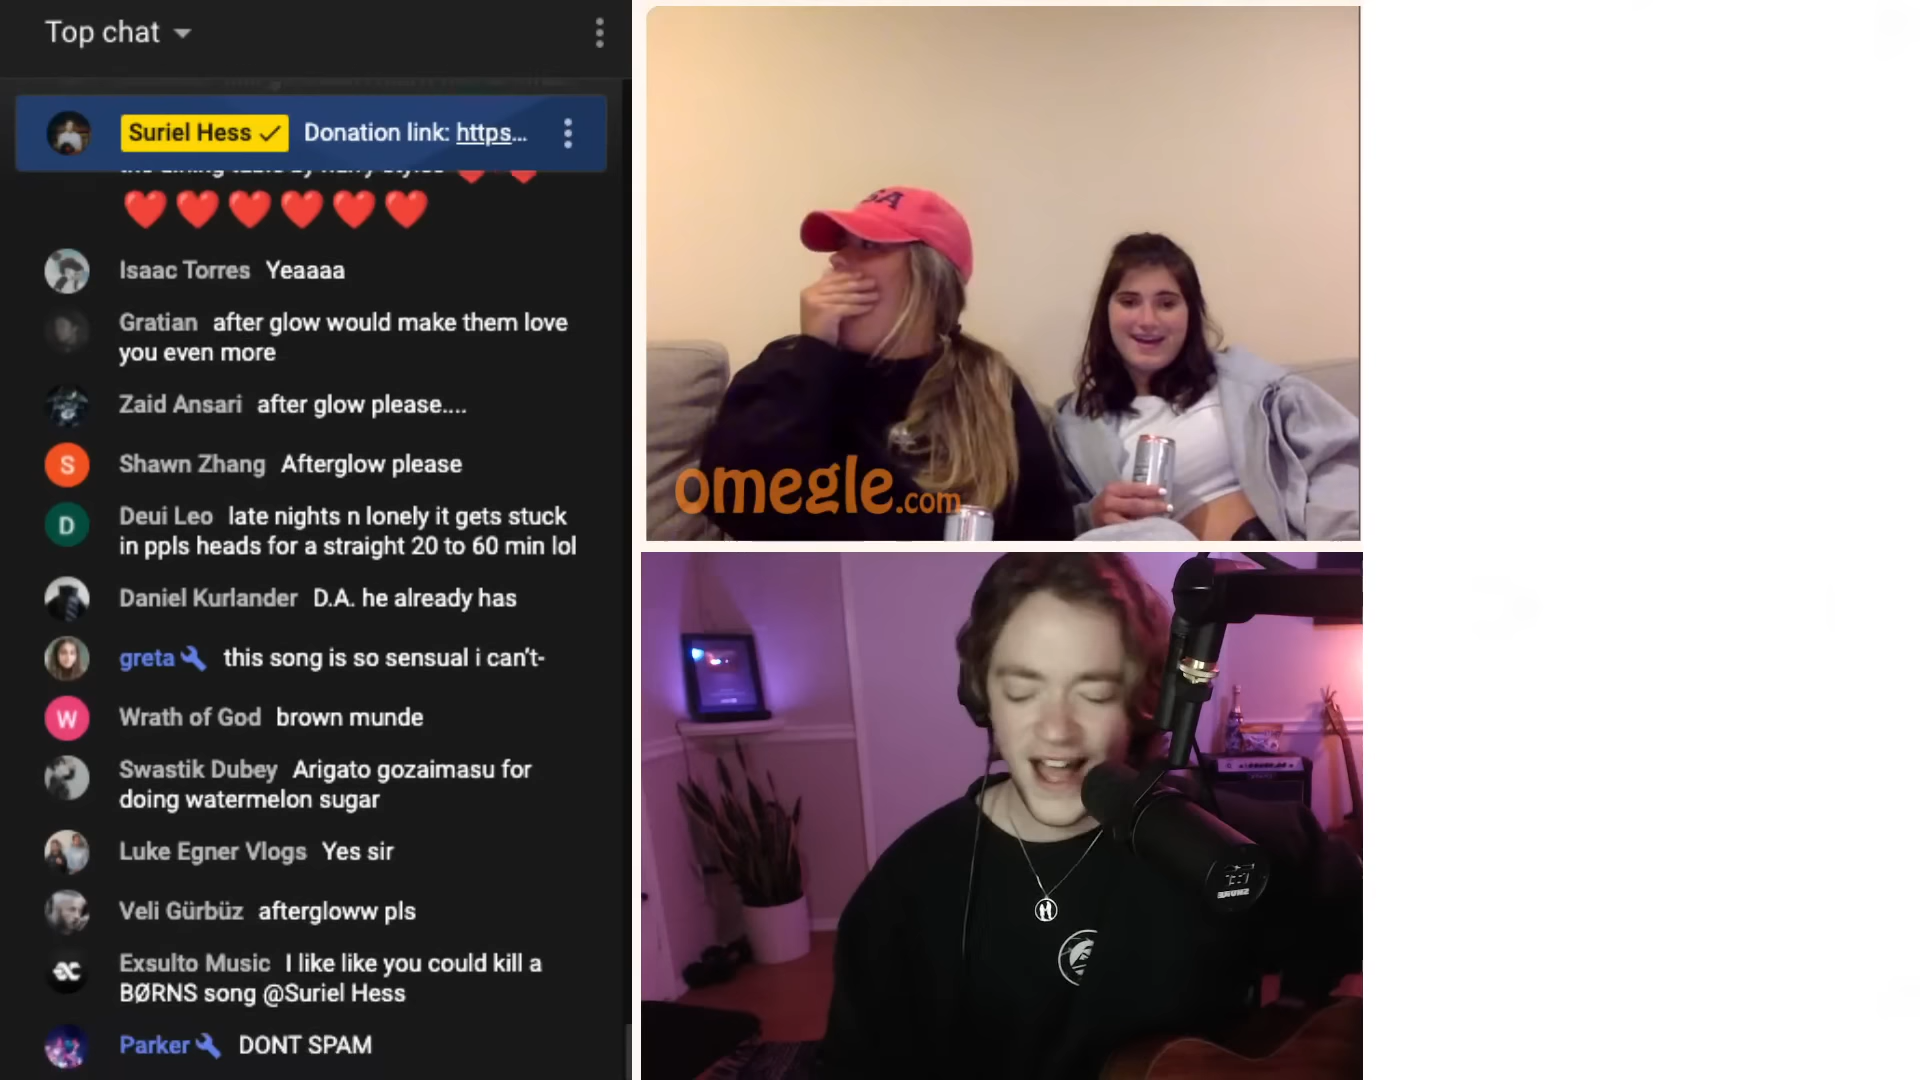 Top chat
Suriel Hess Donation link: https...
Isaac Torres Yeaaaa
Gratian after glow would make them love
you even more
Zaid Ansari after glow please....
S
Shawn Zhang Afterglow please
D
Deui Leo late nights n lonely it gets stuck
in ppls heads for a straight 20 to 60 min lol
Daniel Kurlander D.A. he already has
greta this song is so sensual i can't-
W
Wrath of God brown munde
Swastik Dubey Arigato gozaimasu for
doing watermelon sugar
Luke Egner Vlogs Yes sir
Veli Gürbüz aftergloww pls
Exsulto Music I like like you could kill a
BØRNS song @Suriel Hess
Parker DONT SPAM
omegle.com